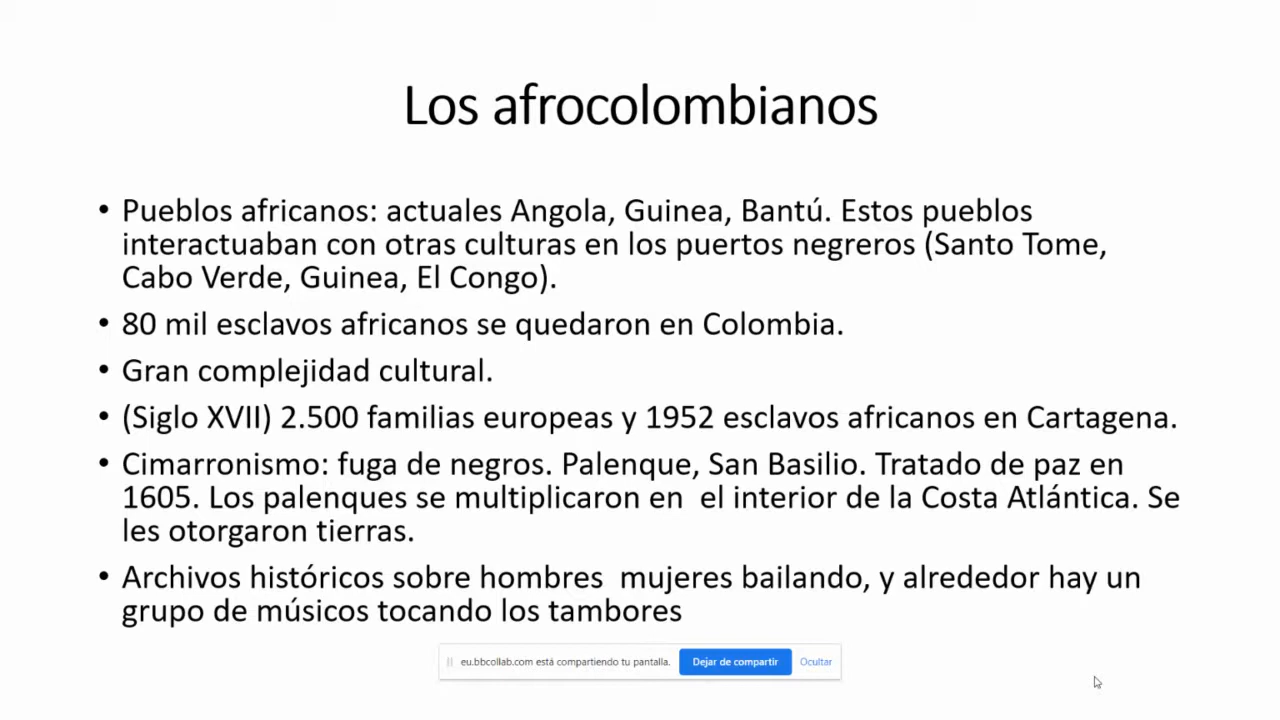 Los afrocolombianos
• Pueblos africanos: actuales Angola, Guinea, Bantú. Estos pueblos
interactuaban con otras culturas en los puertos negreros (Santo Tome,
Cabo Verde, Guinea, El Congo).
• 80 mil esclavos africanos se quedaron en Colombia.
• Gran complejidad cultural.
• (Siglo XVII) 2.500 familias europeas y 1952 esclavos africanos en Cartagena.
• Cimarronismo: fuga de negros. Palenque, San Basilio. Tratado de paz en
1605. Los palenques se multiplicaron en  el interior de la Costa Atlántica. Se
les otorgaron tierras.
• Archivos históricos sobre hombres  mujeres bailando, y alrededor hay un
grupo de músicos tocando los tambores
eu.bbcollab.com está compartiendo tu pantalla. Dejar de compartir Ocultar